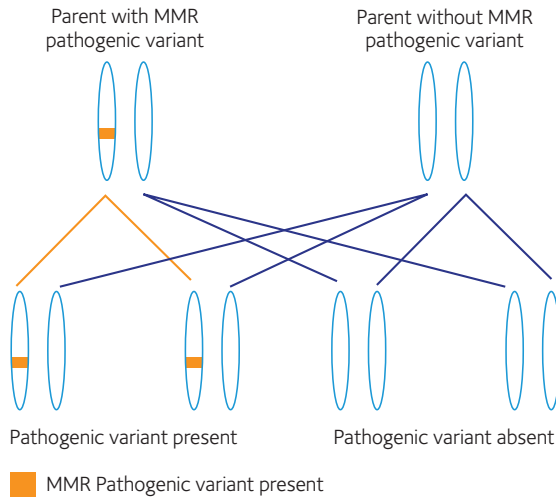 Parent with MMR
pathogenic variant
Parent without MMR
pathogenic variant
Pathogenic variant present
Pathogenic variant absent
MMR Pathogenic variant present